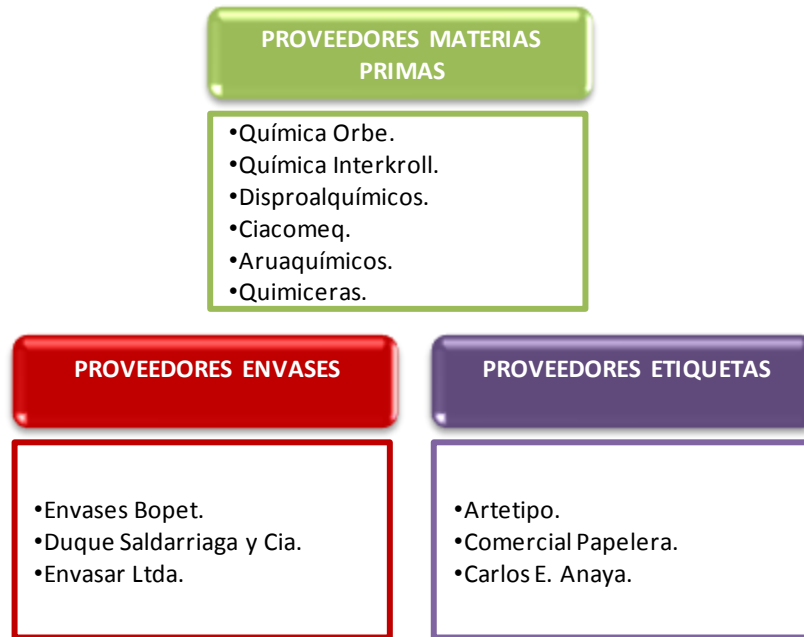 PROVEEDORES MATERIAS
PRIMAS
•Química Orbe.
•Química Interkroll.
•Disproalquímicos.
•Ciacomeq.
•Aruaquímicos.
•Quimiceras.
PROVEEDORES ENVASES
•Envases Bopet.
•Duque Saldarriaga y Cia.
•Envasar Ltda.
PROVEEDORES ETIQUETAS
•Artetipo.
•Comercial Papelera.
•Carlos E. Anaya.